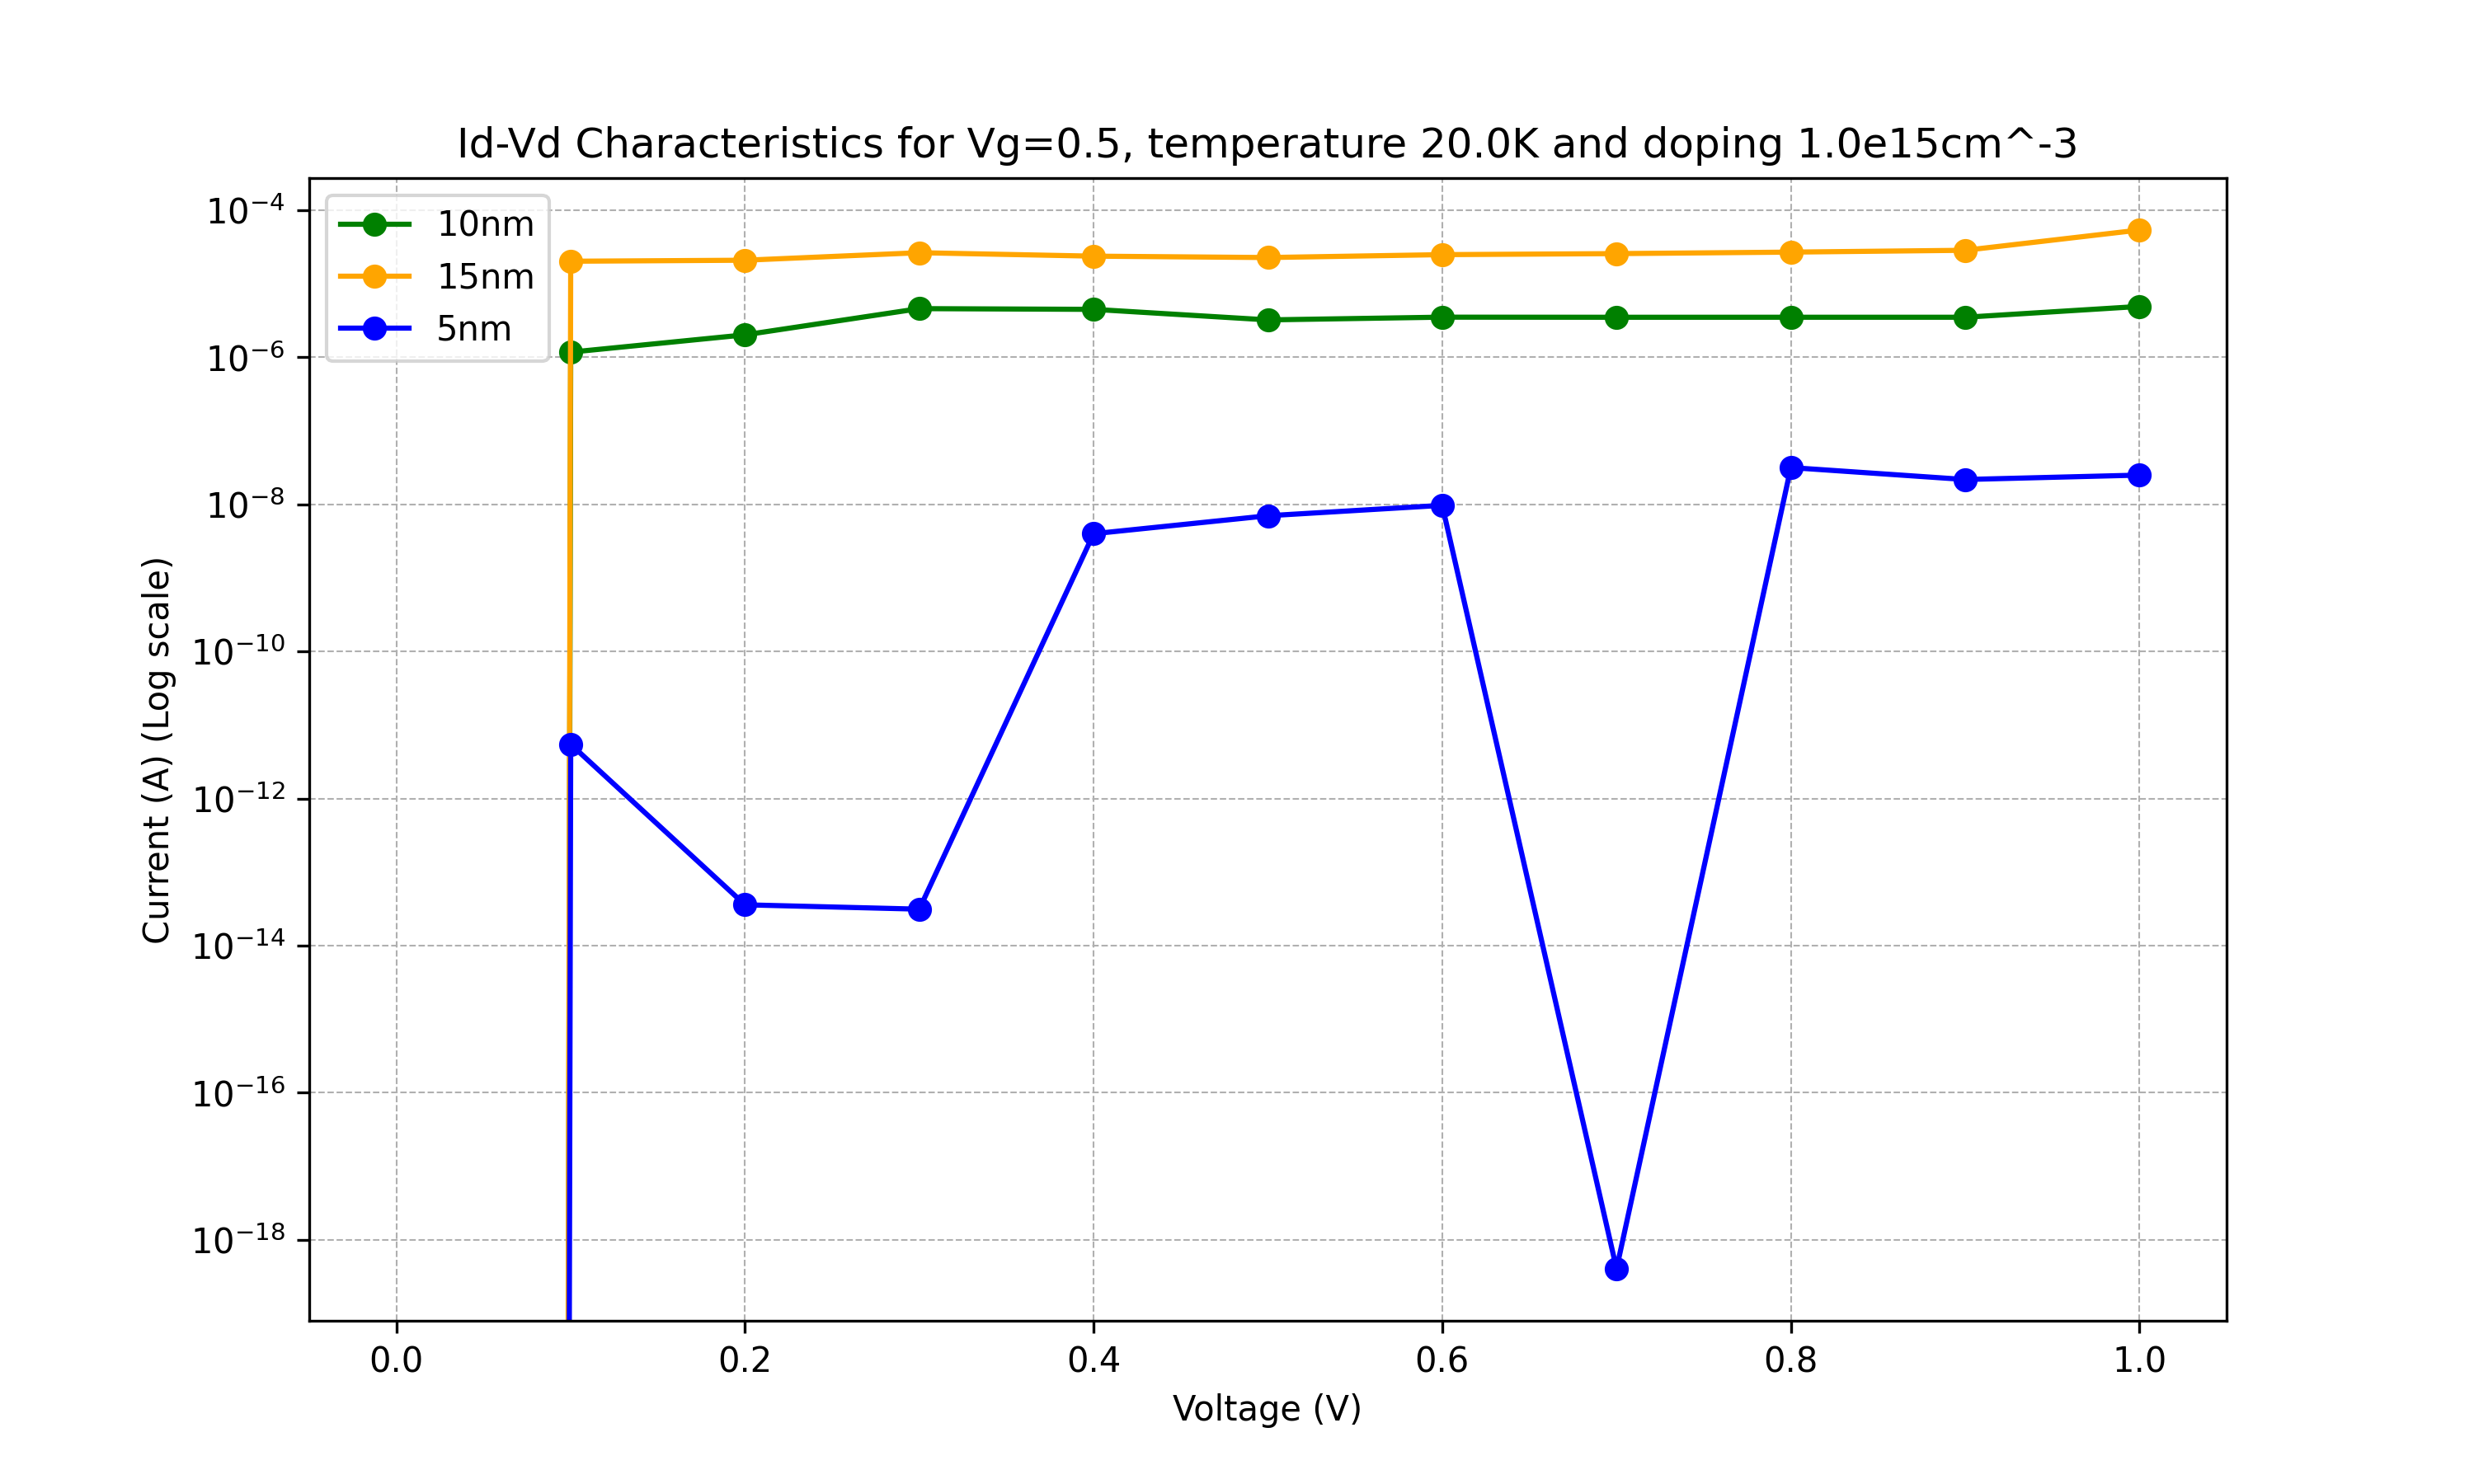 Id-Vd Characteristics for Vg=0.5, temperature 20.0K and doping 1.0e15cm^-3
10nm
15nm
5nm
Current (A) (Log scale)
10⁻⁴
10⁻⁶
10⁻⁸
10⁻¹⁰
10⁻¹²
10⁻¹⁴
10⁻¹⁶
10⁻¹⁸
0.0 0.2 0.4 0.6 0.8 1.0
Voltage (V)